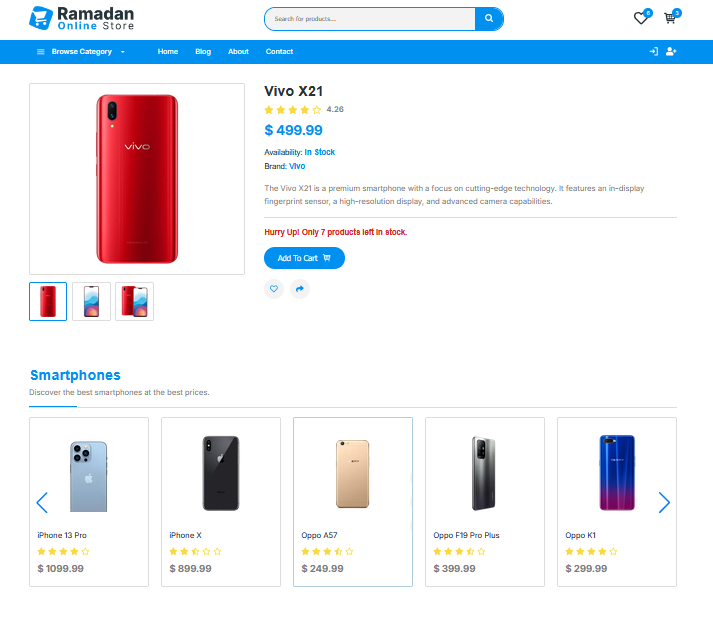 Ramadan
Online Store
Search for products...
6
3
Browse Category
Home
Blog
About
Contact
vivo
Vivo X21
4.26
$ 499.99
Availability: In Stock
Brand: Vivo
The Vivo X21 is a premium smartphone with a focus on cutting-edge technology. It features an in-display
fingerprint sensor, a high-resolution display, and advanced camera capabilities.
Hurry Up! Only 7 products left in stock.
Add To Cart
Smartphones
Discover the best smartphones at the best prices.
iPhone 13 Pro
$ 1099.99
iPhone X
$ 899.99
Oppo A57
$ 249.99
Oppo F19 Pro Plus
$ 399.99
Oppo K1
$ 299.99